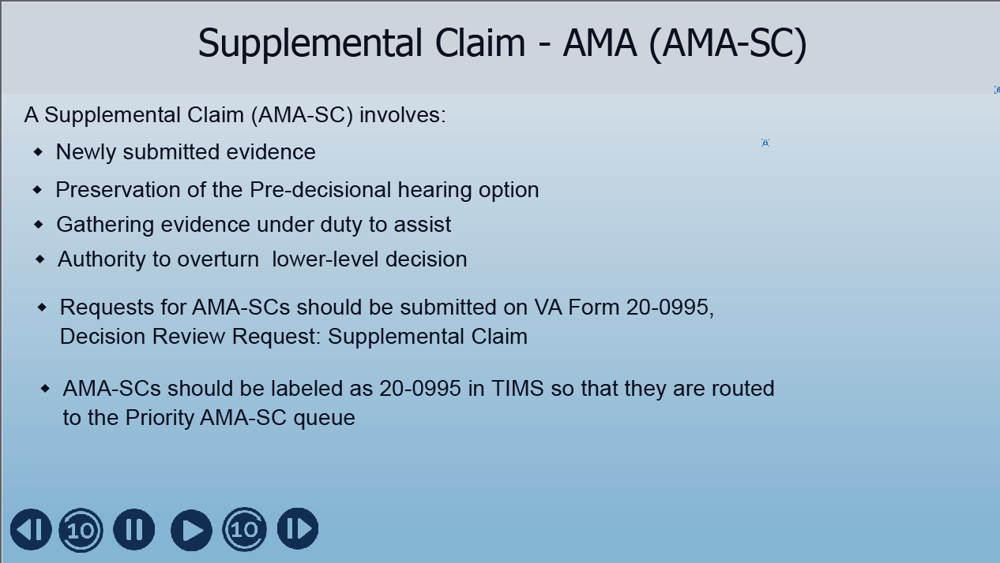 Supplemental Claim - AMA (AMA-SC)
A Supplemental Claim (AMA-SC) involves:
Newly submitted evidence
Preservation of the Pre-decisional hearing option
Gathering evidence under duty to assist
Authority to overturn  lower-level decision
Requests for AMA-SCs should be submitted on VA Form 20-0995,
Decision Review Request: Supplemental Claim
AMA-SCs should be labeled as 20-0995 in TIMS so that they are routed
to the Priority AMA-SC queue
10 10